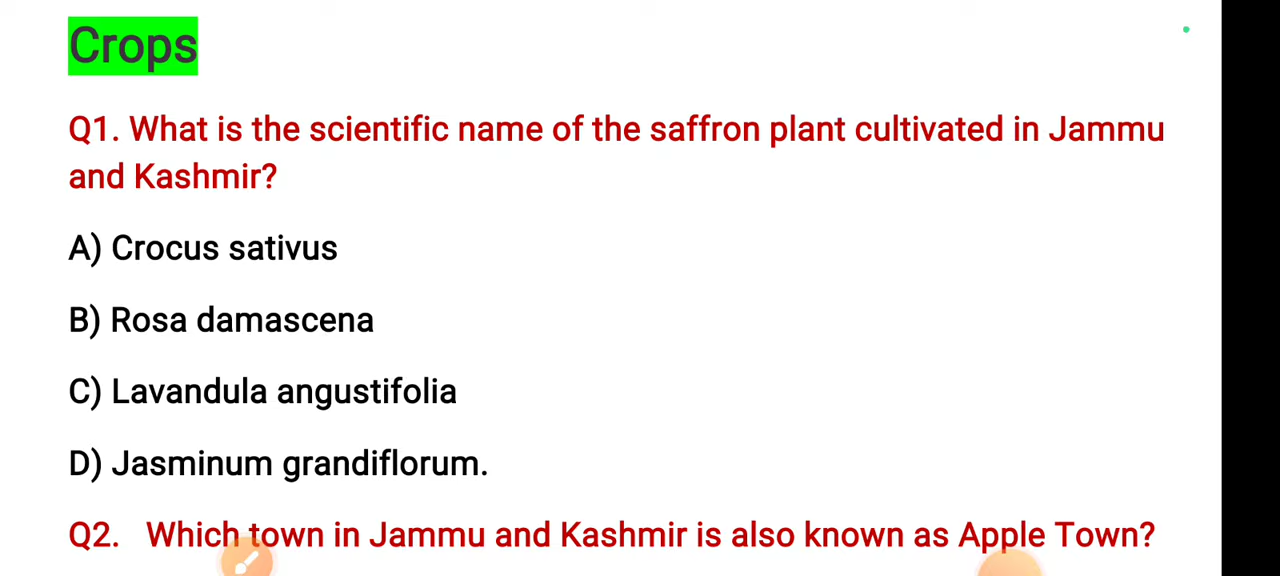 Crops
Q1. What is the scientific name of the saffron plant cultivated in Jammu
and Kashmir?
A) Crocus sativus
B) Rosa damascena
C) Lavandula angustifolia
D) Jasminum grandiflorum.
Q2. Which town in Jammu and Kashmir is also known as Apple Town?